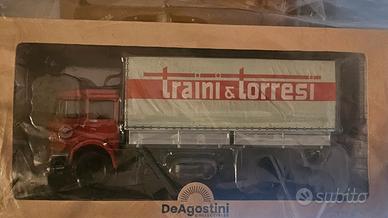 traini & torresi
DeAgostini
subito